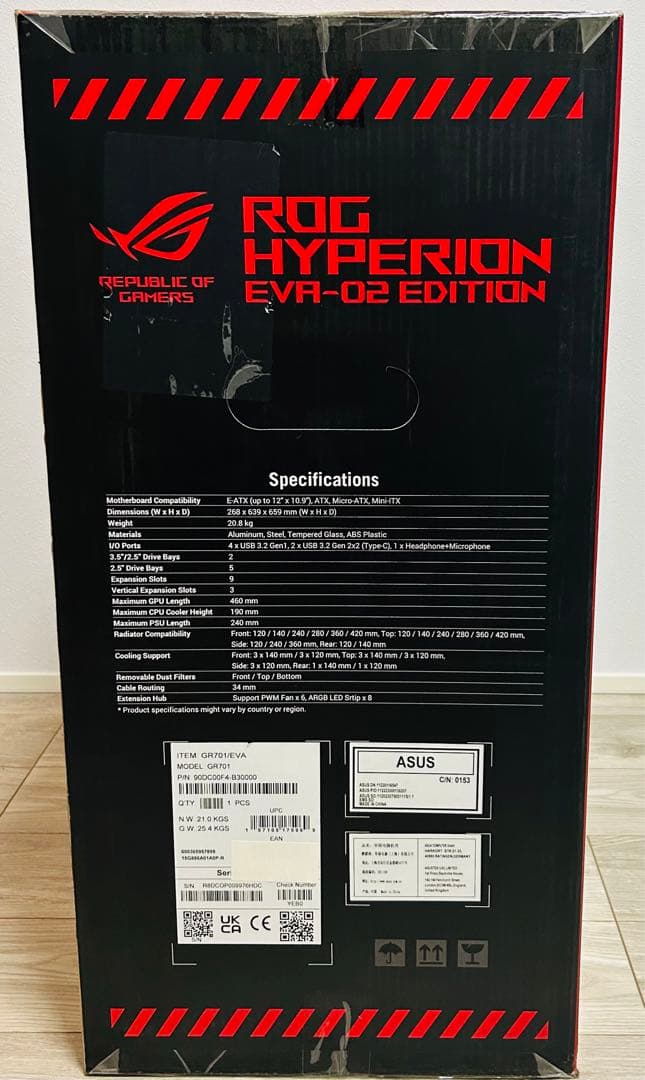 ROG
HYPERION
EVA-02 EDITION
REPUBLIC OF
GAMERS
Specifications
Motherboard Compatibility E-ATX (up to 12" x 10.9"), ATX, Micro-ATX, Mini-ITX
Dimensions (W x H x D) 268 x 639 x 659 mm (W x H x D)
Weight 20.8 kg
Materials Aluminum, Steel, Tempered Glass, ABS Plastic
I/O Ports 4 x USB 3.2 Gen1, 2 x USB 3.2 Gen 2x2 (Type-C), 1 x Headphone+Microphone
3.5"/2.5" Drive Bays 2
2.5" Drive Bays 5
Expansion Slots 9
Vertical Expansion Slots 3
Maximum GPU Length 460 mm
Maximum CPU Cooler Height 190 mm
Maximum PSU Length 240 mm
Radiator Compatibility Front: 120 / 140 / 240 / 280 / 360 / 420 mm, Top: 120 / 140 / 240 / 280 / 360 / 420 mm,
Side: 120 / 240 / 360 mm, Rear: 120 / 140 mm
Cooling Support Front: 3 x 140 mm / 3 x 120 mm, Top: 3 x 140 mm / 3 x 120 mm,
Side: 3 x 120 mm, Rear: 1 x 140 mm / 1 x 120 mm
Removable Dust Filters Front / Top / Bottom
Cable Routing 34 mm
Extension Hub Support PWM Fan x 6, ARGB LED Srtip x 8
* Product specifications might vary by country or region.
ITEM GR701/EVA
MODEL GR701
P/N 90DC00F4-B30000
Q'TY 1 PCS
UPC
N.W. 21.0 KGS
G.W. 25.4 KGS
EAN
Seri
S/N R8DCOP009976HDC Check Number
YEB0
S/N
UK
CA CE
ASUS
C/N: 0153
MADE IN CHINA